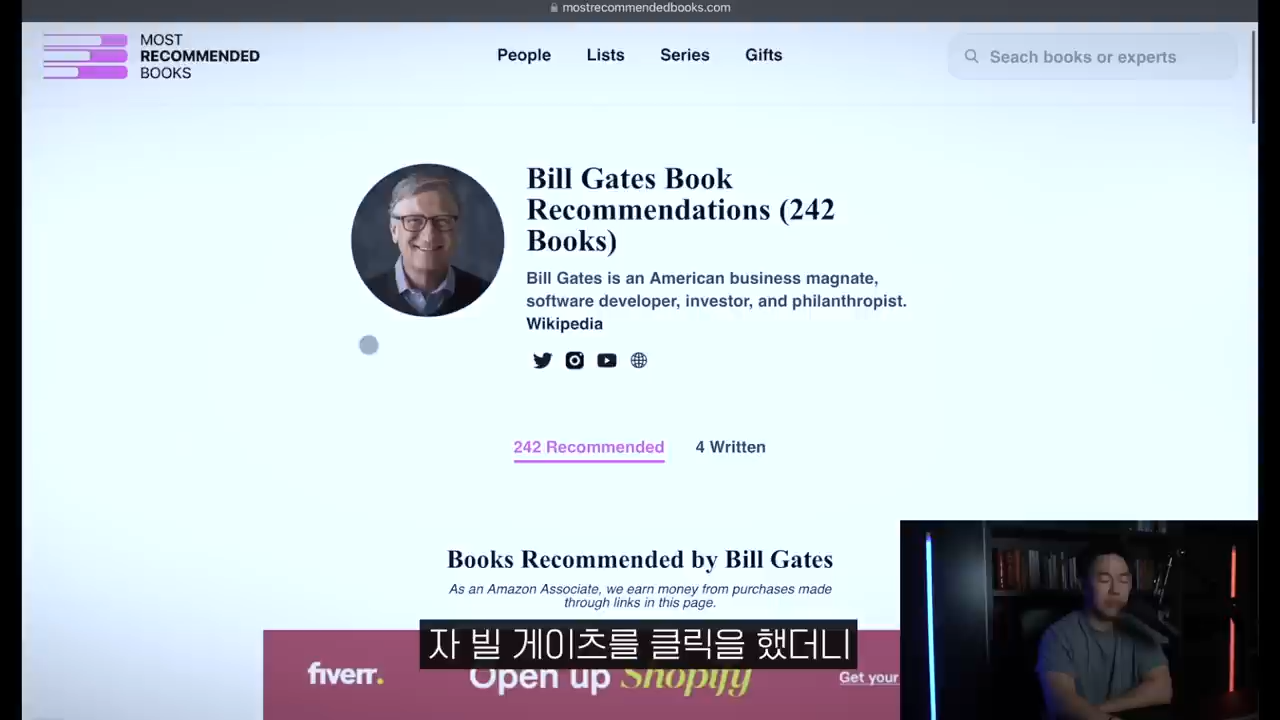 mostrecommendedbooks.com
MOST
RECOMMENDED
BOOKS
People
Lists
Series
Gifts
Seach books or experts
Bill Gates Book
Recommendations (242
Books)
Bill Gates is an American business magnate,
software developer, investor, and philanthropist.
Wikipedia
242 Recommended
4 Written
Books Recommended by Bill Gates
As an Amazon Associate, we earn money from purchases made
through links in this page.
자 빌 게이츠를 클릭을 했더니
fiverr.
Open up Shopify
Get your